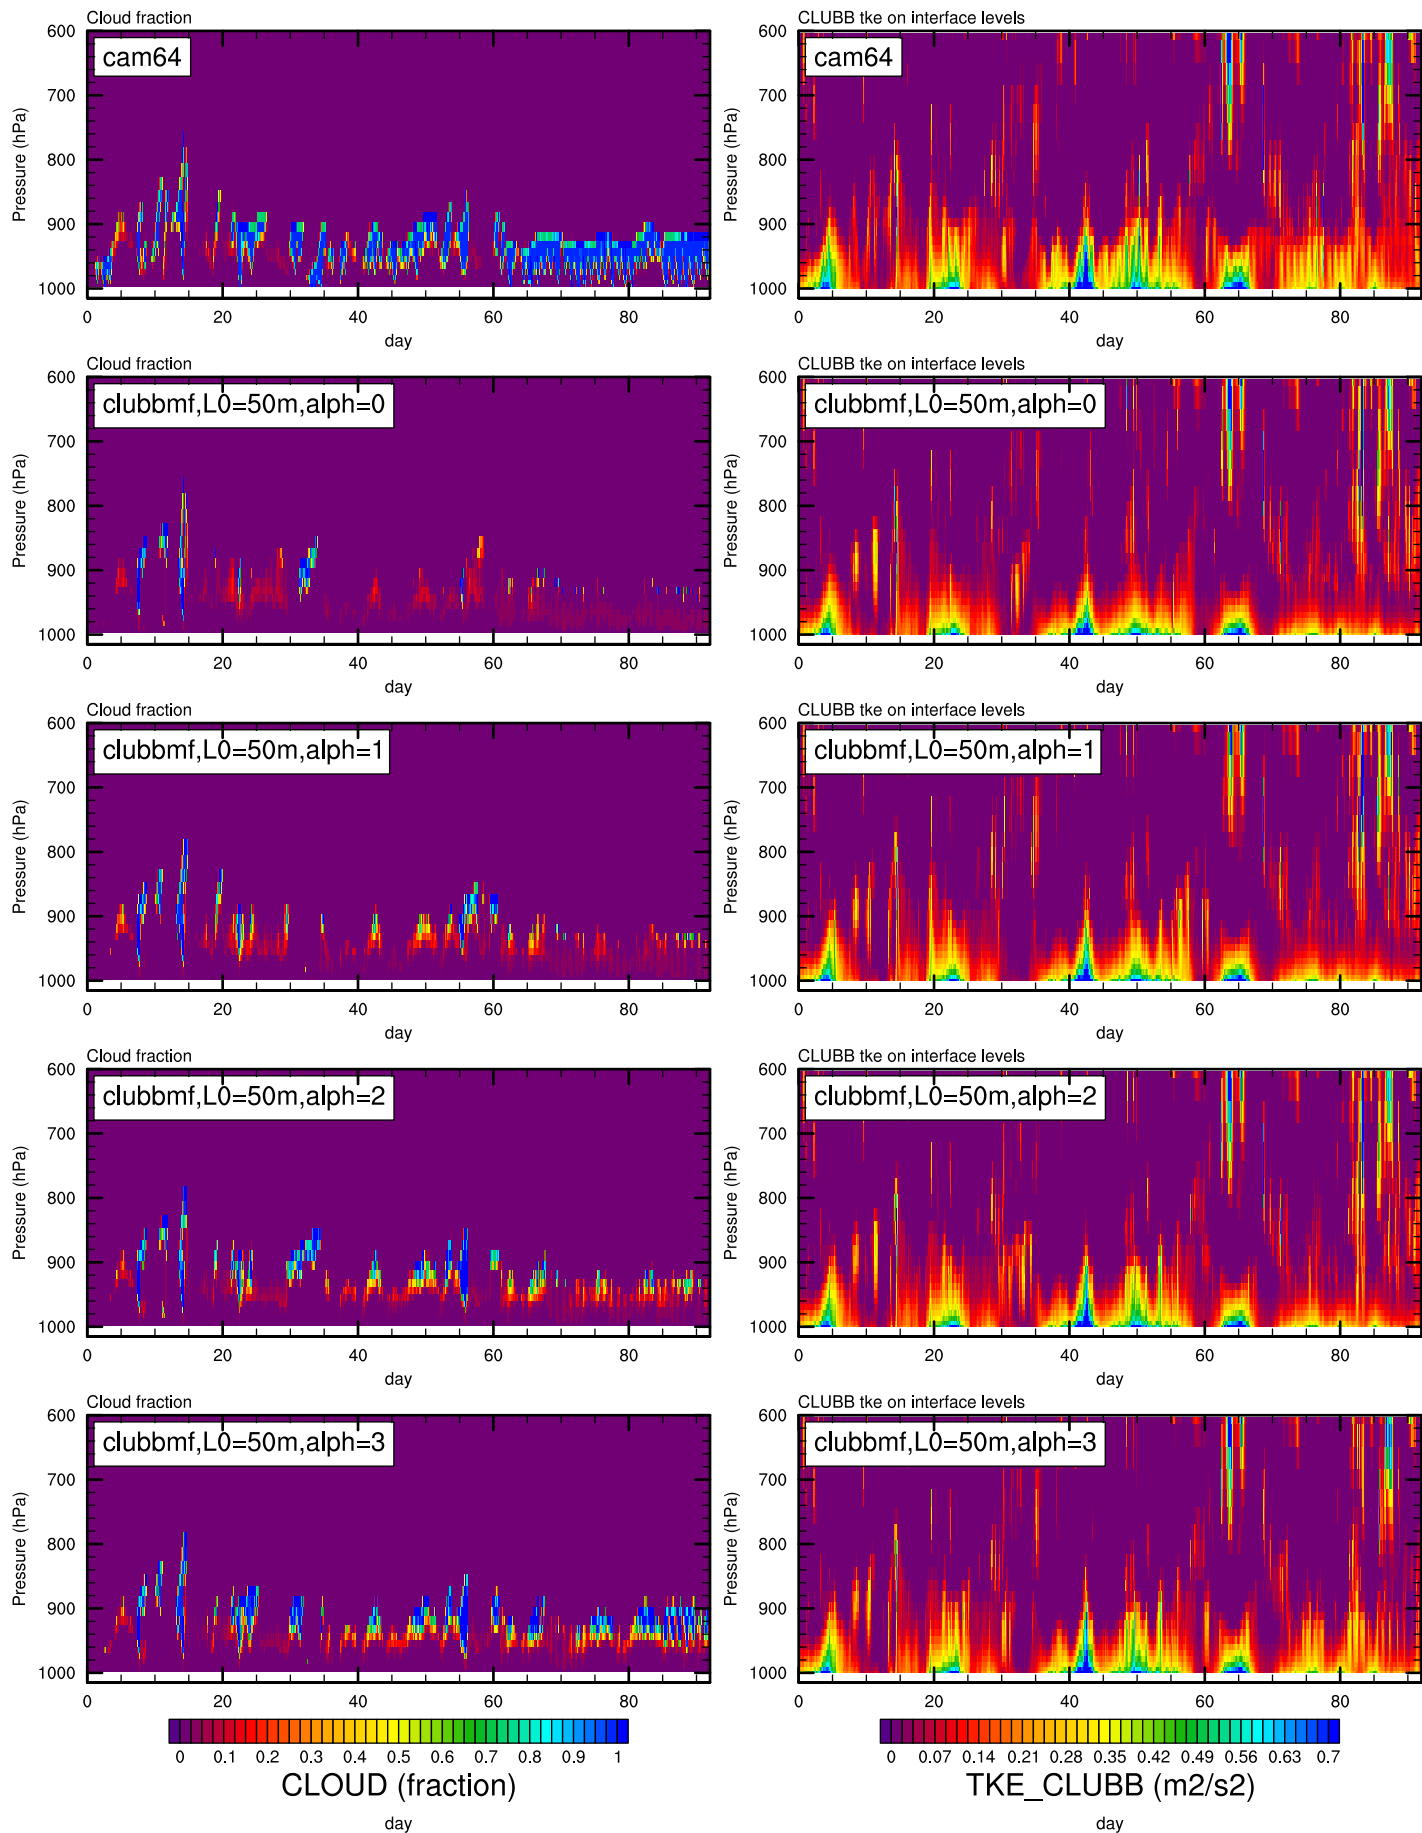 Cloud fraction
cam64
600
700
800
900
1000
Pressure (hPa)
0 20 40 60 80
day
CLUBB tke on interface levels
cam64
600
700
800
900
1000
Pressure (hPa)
0 20 40 60 80
day
Cloud fraction
clubbmf,L0=50m,alph=0
600
700
800
900
1000
Pressure (hPa)
0 20 40 60 80
day
CLUBB tke on interface levels
clubbmf,L0=50m,alph=0
600
700
800
900
1000
Pressure (hPa)
0 20 40 60 80
day
Cloud fraction
clubbmf,L0=50m,alph=1
600
700
800
900
1000
Pressure (hPa)
0 20 40 60 80
day
CLUBB tke on interface levels
clubbmf,L0=50m,alph=1
600
700
800
900
1000
Pressure (hPa)
0 20 40 60 80
day
Cloud fraction
clubbmf,L0=50m,alph=2
600
700
800
900
1000
Pressure (hPa)
0 20 40 60 80
day
CLUBB tke on interface levels
clubbmf,L0=50m,alph=2
600
700
800
900
1000
Pressure (hPa)
0 20 40 60 80
day
Cloud fraction
clubbmf,L0=50m,alph=3
600
700
800
900
1000
Pressure (hPa)
0 20 40 60 80
CLUBB tke on interface levels
clubbmf,L0=50m,alph=3
600
700
800
900
1000
Pressure (hPa)
0 20 40 60 80
0 0.1 0.2 0.3 0.4 0.5 0.6 0.7 0.8 0.9 1
CLOUD (fraction)
day
0 0.07 0.14 0.21 0.28 0.35 0.42 0.49 0.56 0.63 0.7
TKE_CLUBB (m2/s2)
day